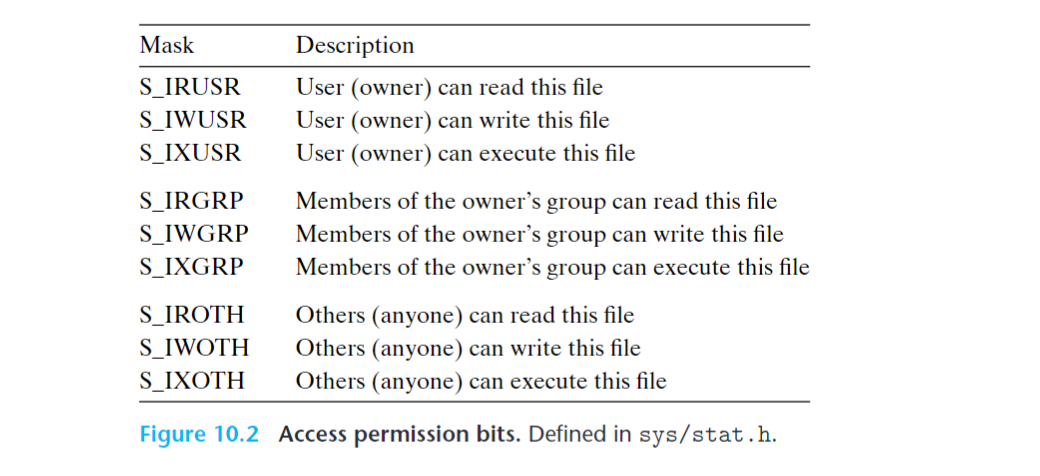 Mask Description
S_IRUSR User (owner) can read this file
S_IWUSR User (owner) can write this file
S_IXUSR User (owner) can execute this file
S_IRGRP Members of the owner’s group can read this file
S_IWGRP Members of the owner’s group can write this file
S_IXGRP Members of the owner’s group can execute this file
S_IROTH Others (anyone) can read this file
S_IWOTH Others (anyone) can write this file
S_IXOTH Others (anyone) can execute this file
Figure 10.2 Access permission bits. Defined in sys/stat.h.